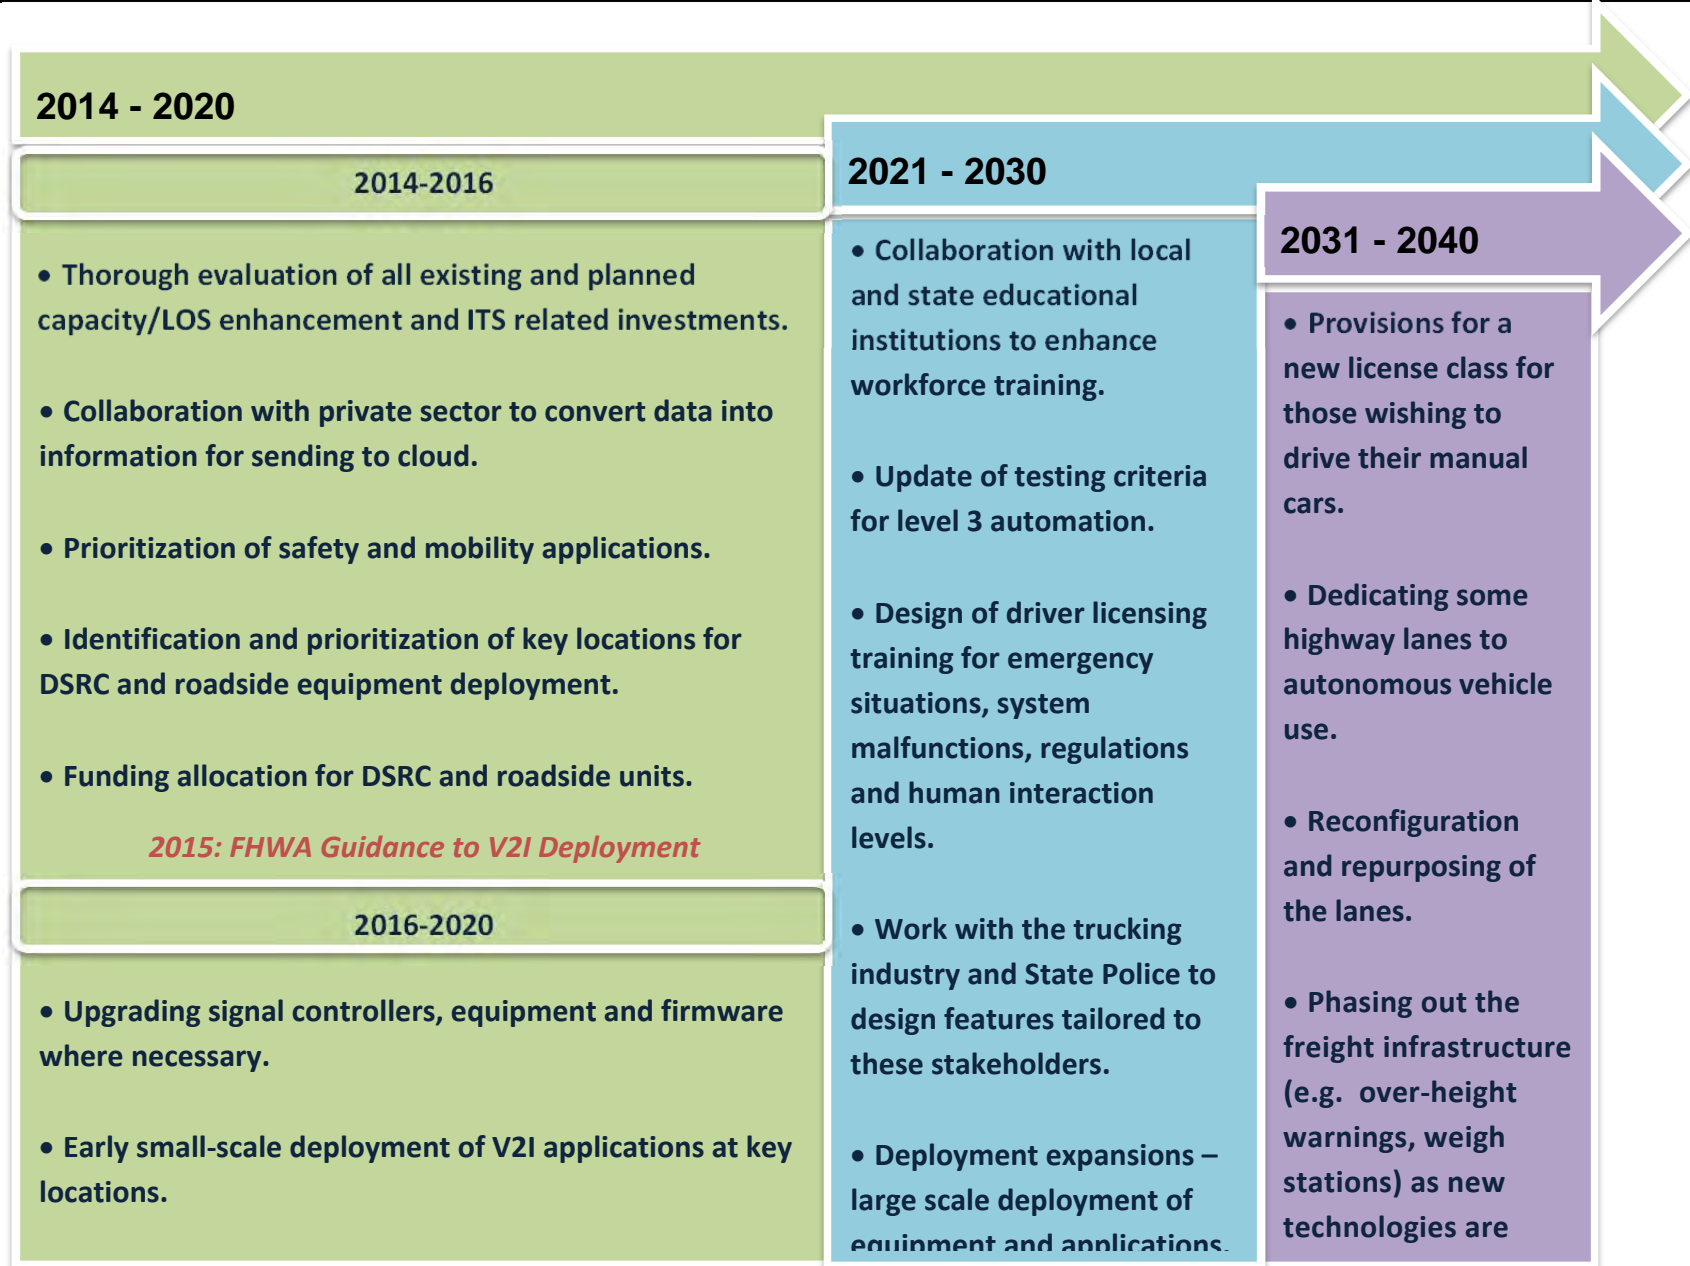 2014 - 2020
2014-2016
• Thorough evaluation of all existing and planned
capacity/LOS enhancement and ITS related investments.
• Collaboration with private sector to convert data into
information for sending to cloud.
• Prioritization of safety and mobility applications.
• Identification and prioritization of key locations for
DSRC and roadside equipment deployment.
• Funding allocation for DSRC and roadside units.
2015: FHWA Guidance to V2I Deployment
2016-2020
• Upgrading signal controllers, equipment and firmware
where necessary.
• Early small-scale deployment of V2I applications at key
locations.
2021 - 2030
• Collaboration with local
and state educational
institutions to enhance
workforce training.
• Update of testing criteria
for level 3 automation.
• Design of driver licensing
training for emergency
situations, system
malfunctions, regulations
and human interaction
levels.
• Work with the trucking
industry and State Police to
design features tailored to
these stakeholders.
• Deployment expansions –
large scale deployment of
equipment and applications.
2031 - 2040
• Provisions for a
new license class for
those wishing to
drive their manual
cars.
• Dedicating some
highway lanes to
autonomous vehicle
use.
• Reconfiguration
and repurposing of
the lanes.
• Phasing out the
freight infrastructure
(e.g.  over-height
warnings, weigh
stations) as new
technologies are